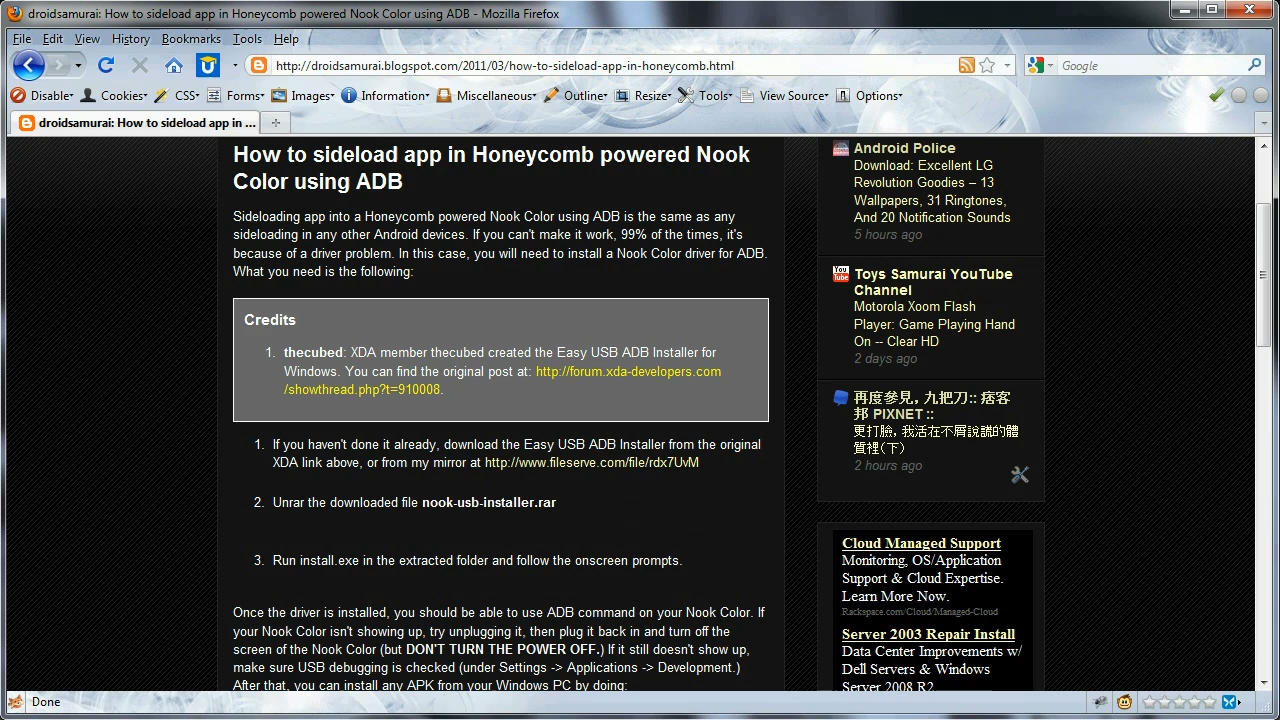 droidsamurai: How to sideload app in Honeycomb powered Nook Color using ADB - Mozilla Firefox
File Edit View History Bookmarks Tools Help
http://droidsamurai.blogspot.com/2011/03/how-to-sideload-app-in-honeycomb.html
Google
Disable Cookies CSS Forms Images Information Miscellaneous Outline Resize Tools View Source Options
droidsamurai: How to sideload app in ...
How to sideload app in Honeycomb powered Nook
Color using ADB
Sideloading app into a Honeycomb powered Nook Color using ADB is the same as any
sideloading in any other Android devices. If you can't make it work, 99% of the times, it's
because of a driver problem. In this case, you will need to install a Nook Color driver for ADB.
What you need is the following:
Credits
1. thecubed: XDA member thecubed created the Easy USB ADB Installer for
Windows. You can find the original post at: http://forum.xda-developers.com
/showthread.php?t=910008.
1. If you haven't done it already, download the Easy USB ADB Installer from the original
XDA link above, or from my mirror at http://www.fileserve.com/file/rdx7UvM
2. Unrar the downloaded file nook-usb-installer.rar
3. Run install.exe in the extracted folder and follow the onscreen prompts.
Once the driver is installed, you should be able to use ADB command on your Nook Color. If
your Nook Color isn't showing up, try unplugging it, then plug it back in and turn off the
screen of the Nook Color (but DON'T TURN THE POWER OFF.) If it still doesn't show up,
make sure USB debugging is checked (under Settings -> Applications -> Development.)
After that, you can install any APK from your Windows PC by doing:
Android Police
Download: Excellent LG
Revolution Goodies – 13
Wallpapers, 31 Ringtones,
And 20 Notification Sounds
5 hours ago
You
Tube
Toys Samurai YouTube
Channel
Motorola Xoom Flash
Player: Game Playing Hand
On -- Clear HD
2 days ago
再度參見, 九把刀 :: 痞客
邦 PIXNET ::
更打臉, 我活在不屑說謊的體
質裡(下)
2 hours ago
Cloud Managed Support
Monitoring, OS/Application
Support & Cloud Expertise.
Learn More Now.
Rackspace.com/Cloud/Managed-Cloud
Server 2003 Repair Install
Data Center Improvements w/
Dell Servers & Windows
Server 2008 R2
Done